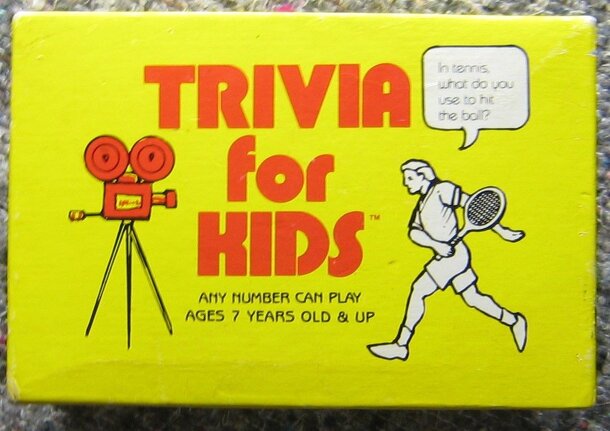 TRIVIA
for
KIDS™
In tennis,
what do you
use to hit
the ball?
ANY NUMBER CAN PLAY
AGES 7 YEARS OLD & UP